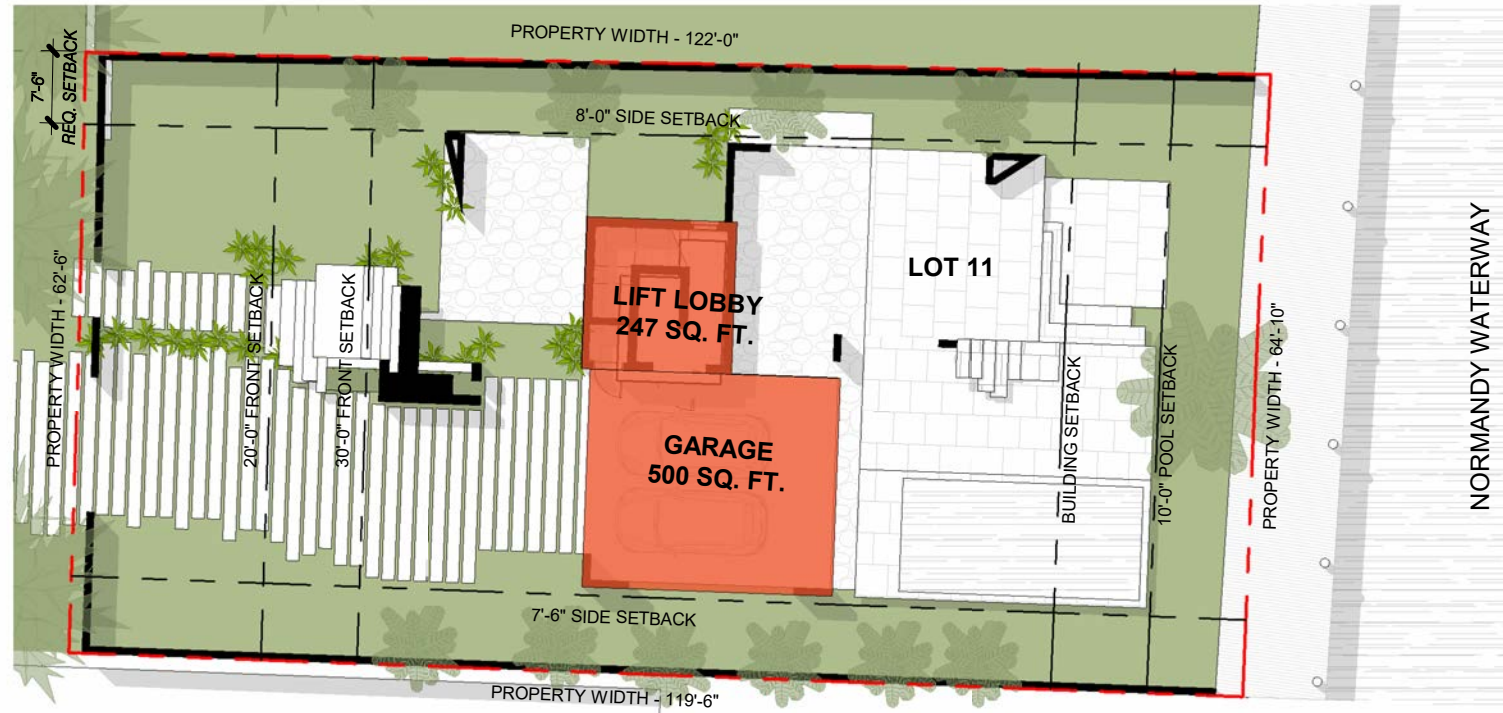 PROPERTY WIDTH - 122'-0"
7'-6"
REQ. SETBACK
8'-0" SIDE SETBACK
PROPERTY WIDTH - 62'-6"
20'-0" FRONT SETBACK
30'-0" FRONT SETBACK
LIFT LOBBY
247 SQ. FT.
GARAGE
500 SQ. FT.
LOT 11
BUILDING SETBACK
10'-0" POOL SETBACK
PROPERTY WIDTH - 64'-10"
NORMANDY WATERWAY
7'-6" SIDE SETBACK
PROPERTY WIDTH - 119'-6"